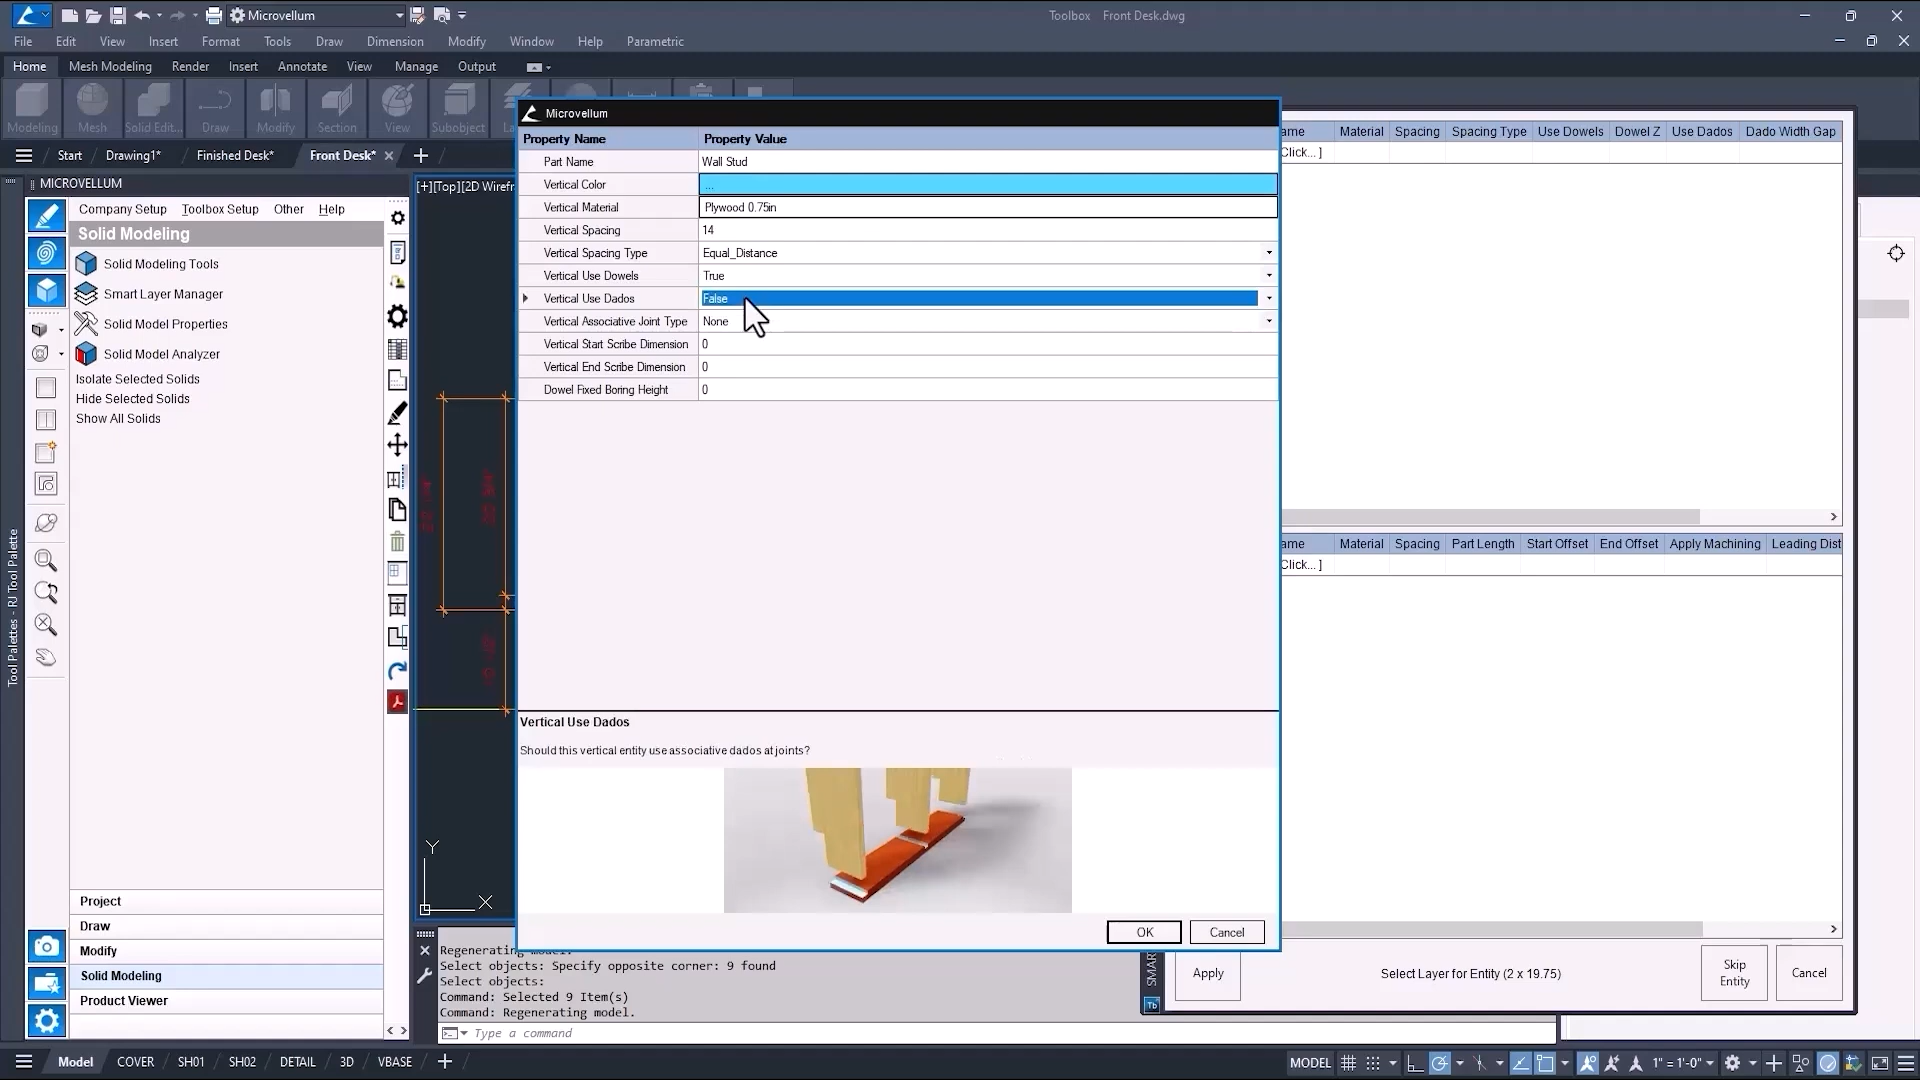 Microvellum
Toolbox Front Desk.dwg
File Edit View Insert Format Tools Draw Dimension Modify Window Help Parametric
Home Mesh Modeling Render Insert Annotate View Manage Output
Modeling Mesh Solid Edit... Draw Modify Section View Subobject
Start Drawing1* Finished Desk* Front Desk*
MICROVELLUM
Company Setup Toolbox Setup Other Help
Solid Modeling
Solid Modeling Tools
Smart Layer Manager
Solid Model Properties
Solid Model Analyzer
Isolate Selected Solids
Hide Selected Solids
Show All Solids
Project
Draw
Modify
Solid Modeling
Product Viewer
Tool Palettes - RJ Tool Palette
[+][Top][2D Wirefr
Y
X
Microvellum
Property Name Property Value
Part Name Wall Stud
Vertical Color ...
Vertical Material Plywood 0.75in
Vertical Spacing 14
Vertical Spacing Type Equal_Distance
Vertical Use Dowels True
Vertical Use Dados False
Vertical Associative Joint Type None
Vertical Start Scribe Dimension 0
Vertical End Scribe Dimension 0
Dowel Fixed Boring Height 0
Vertical Use Dados
Should this vertical entity use associative dados at joints?
OK Cancel
ame Material Spacing Spacing Type Use Dowels Dowel Z Use Dados Dado Width Gap
Click... ]
ame Material Spacing Part Length Start Offset End Offset Apply Machining Leading Dist
Click... ]
SMAR
Tb
Apply Select Layer for Entity (2 x 19.75) Skip Entity Cancel
Regenerating model.
Select objects: Specify opposite corner: 9 found
Select objects:
Command: Selected 9 Item(s)
Command: Regenerating model.
Type a command
Model COVER SH01 SH02 DETAIL 3D VBASE
MODEL 1" = 1'-0"